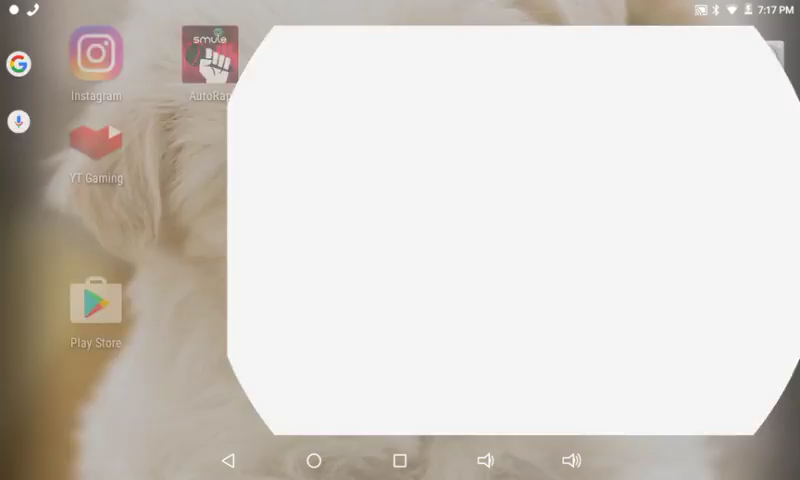 7:17 PM
smule
Instagram
AutoRap
YT Gaming
Play Store